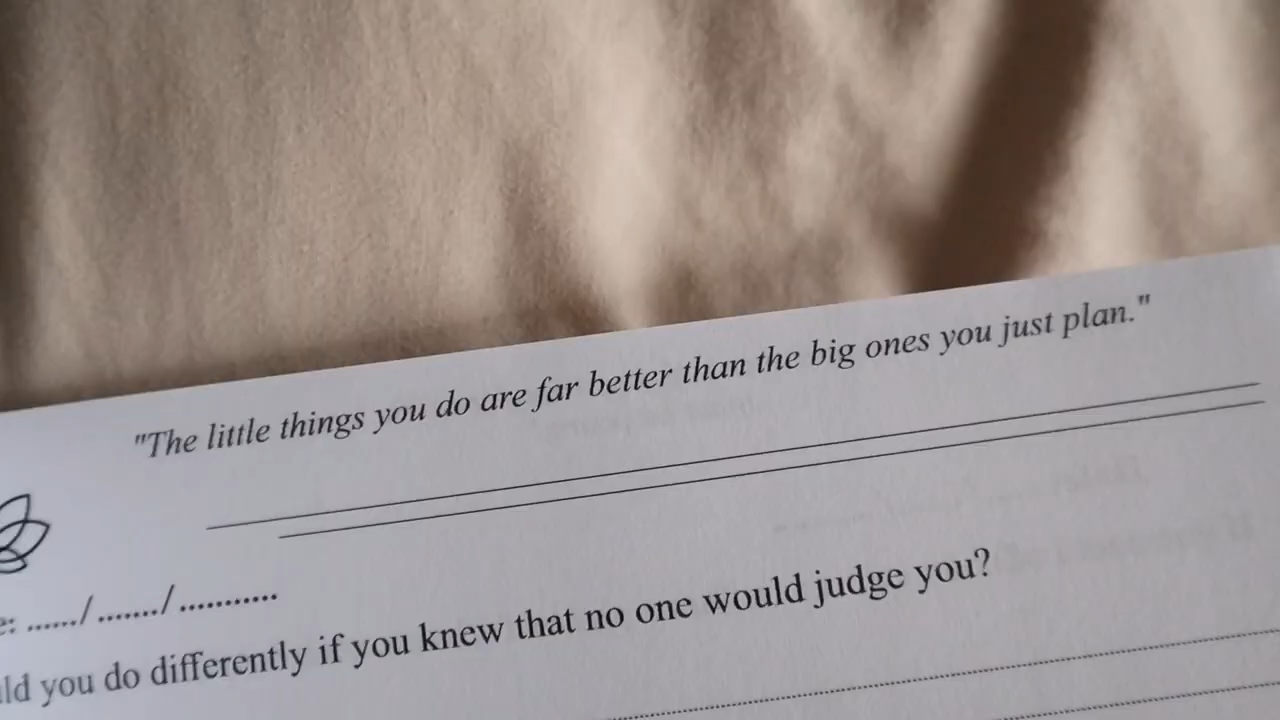 "The little things you do are far better than the big ones you just plan."
....../......./...........
you do differently if you knew that no one would judge you?